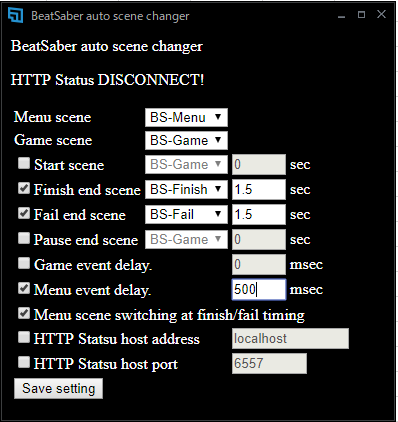 BeatSaber auto scene changer
BeatSaber auto scene changer
HTTP Status DISCONNECT!
Menu scene BS-Menu
Game scene BS-Game
Start scene BS-Game 0 sec
Finish end scene BS-Finish 1.5 sec
Fail end scene BS-Fail 1.5 sec
Pause end scene BS-Game 0 sec
Game event delay. 0 msec
Menu event delay. 500 msec
Menu scene switching at finish/fail timing
HTTP Statsu host address localhost
HTTP Statsu host port 6557
Save setting